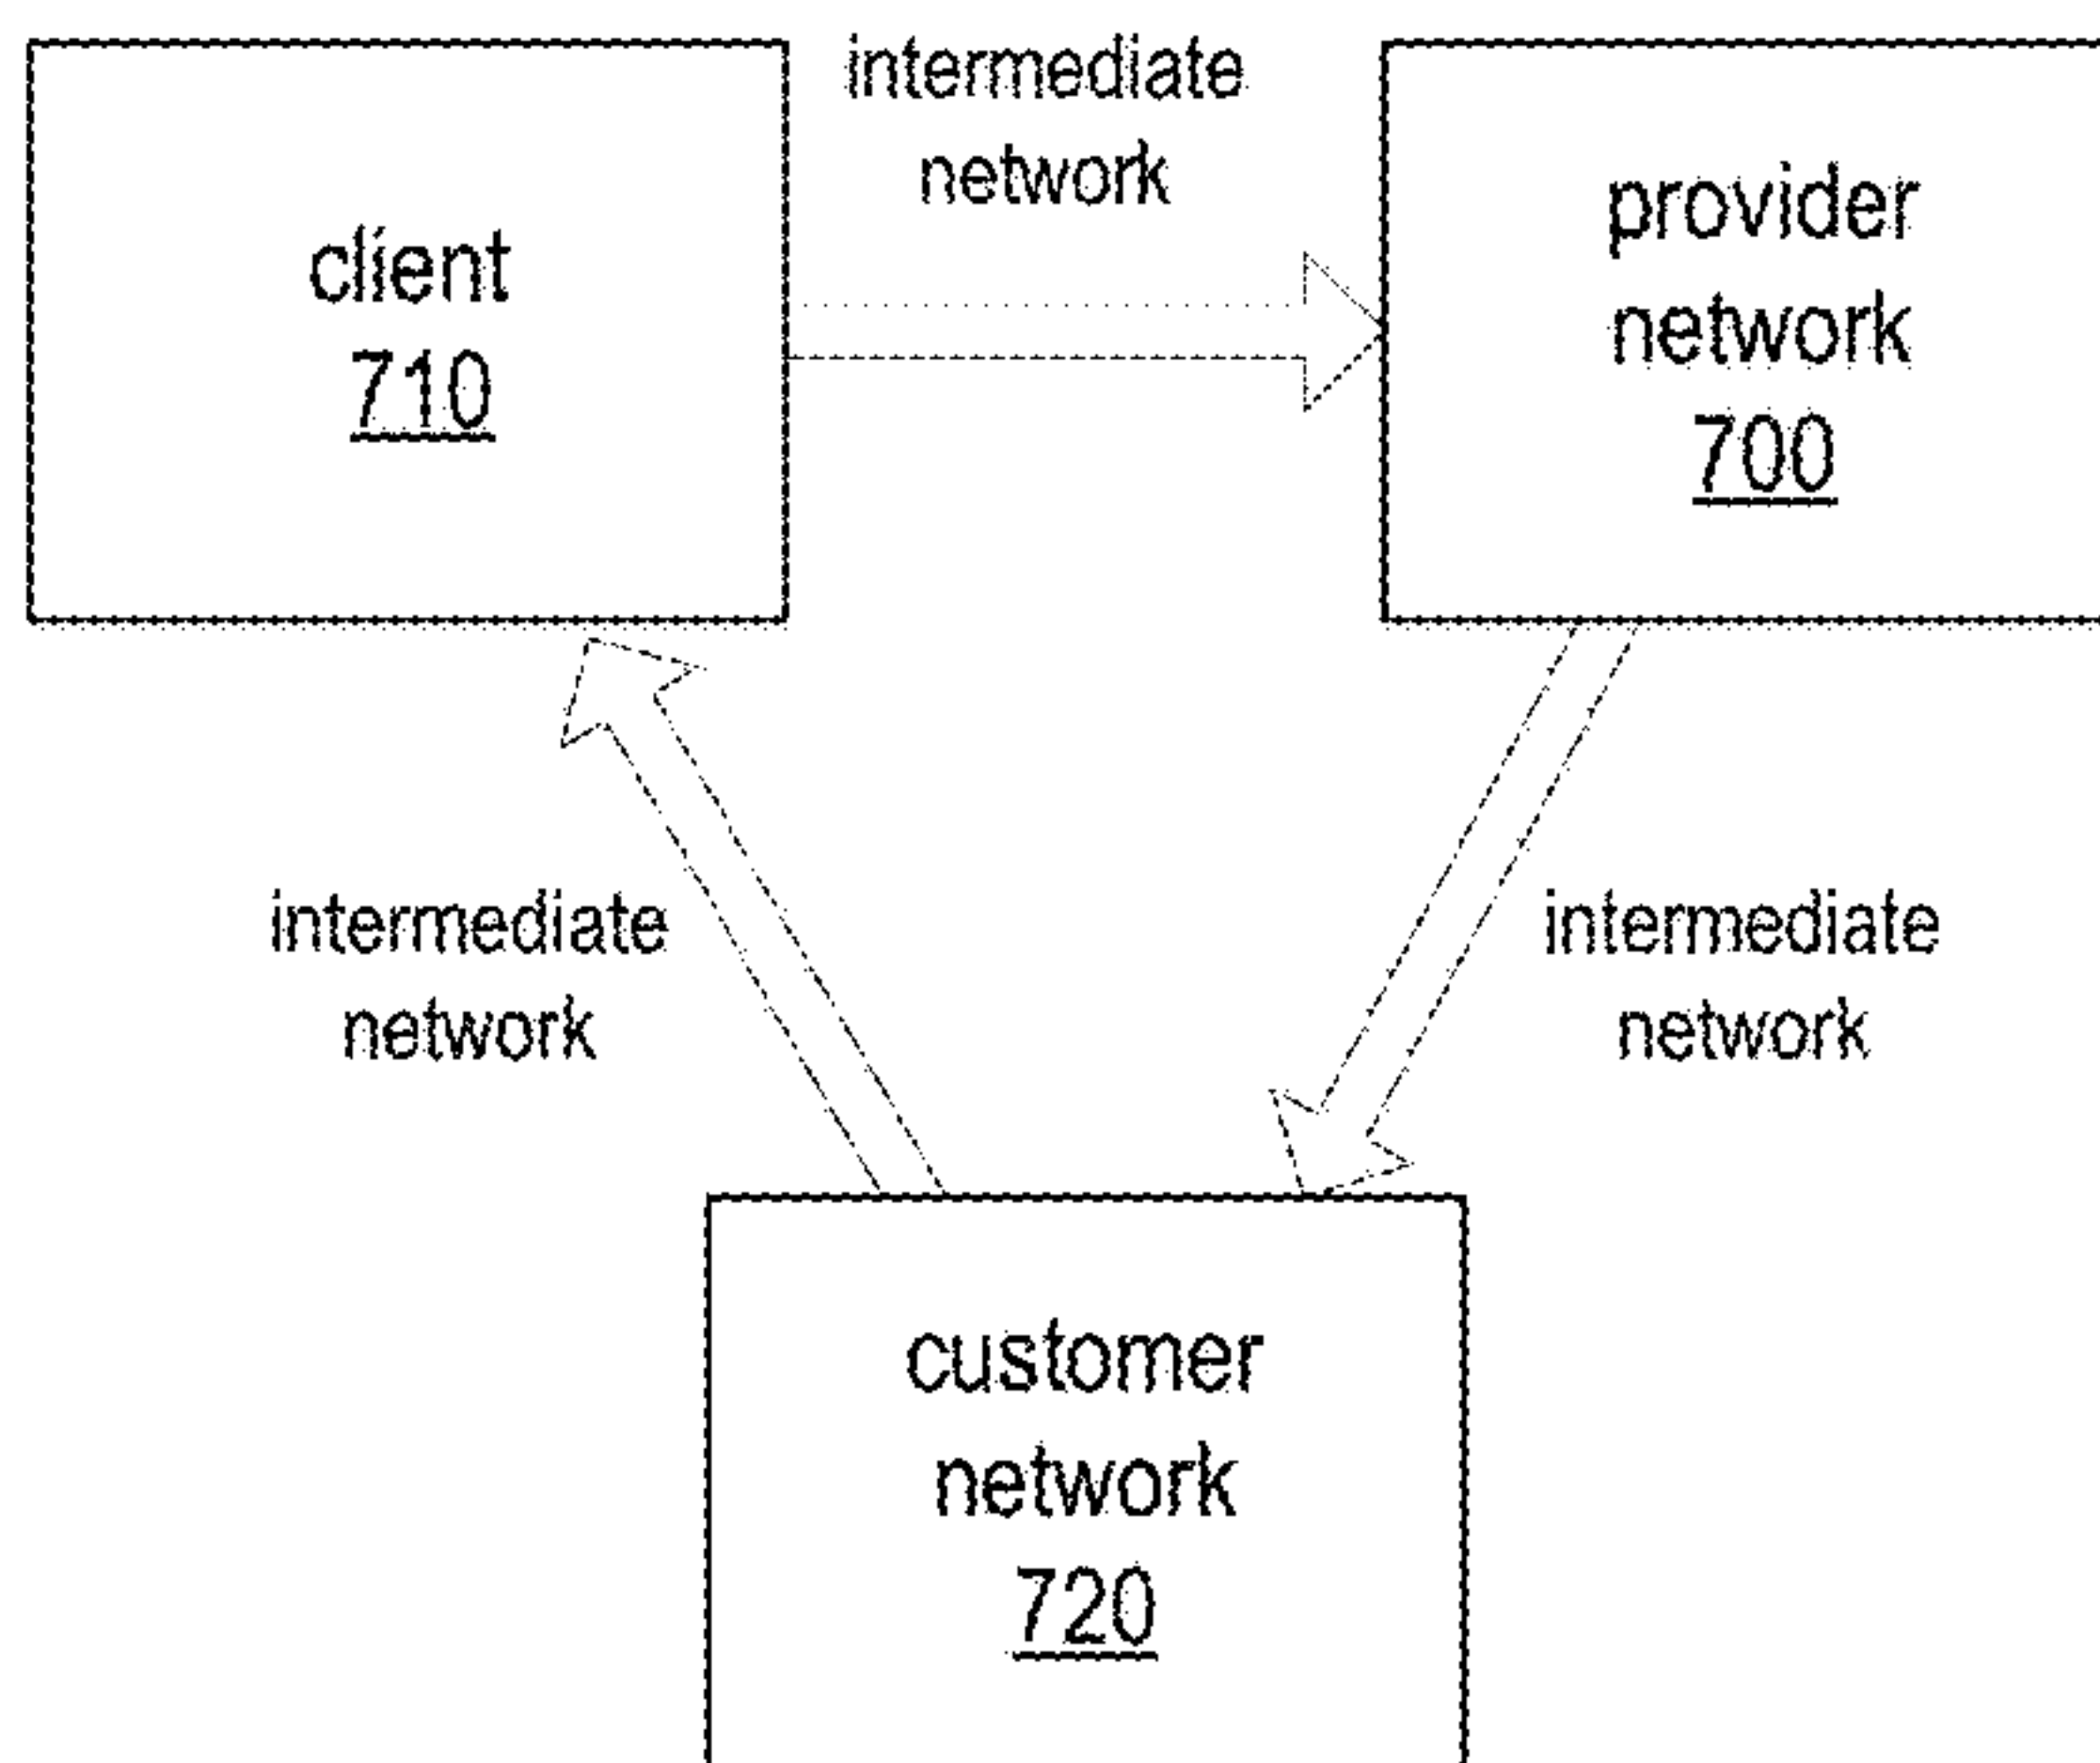 intermediate
network
client
710
provider
network
700
intermediate
network
intermediate
network
customer
network
720